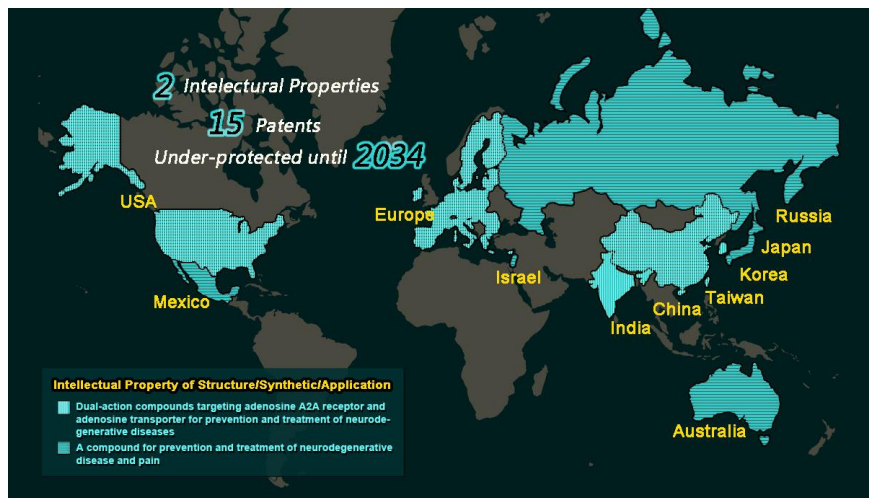 2 Intelectural Properties
15 Patents
Under-protected until 2034
USA
Europe
Russia
Japan
Israel
Korea
Mexico
Taiwan
China
India
Australia
Intellectual Property of Structure/Synthetic/Application
Dual-action compounds targeting adenosine A2A receptor and
adenosine transporter for prevention and treatment of neurode-
generative diseases
A compound for prevention and treatment of neurodegenerative
disease and pain